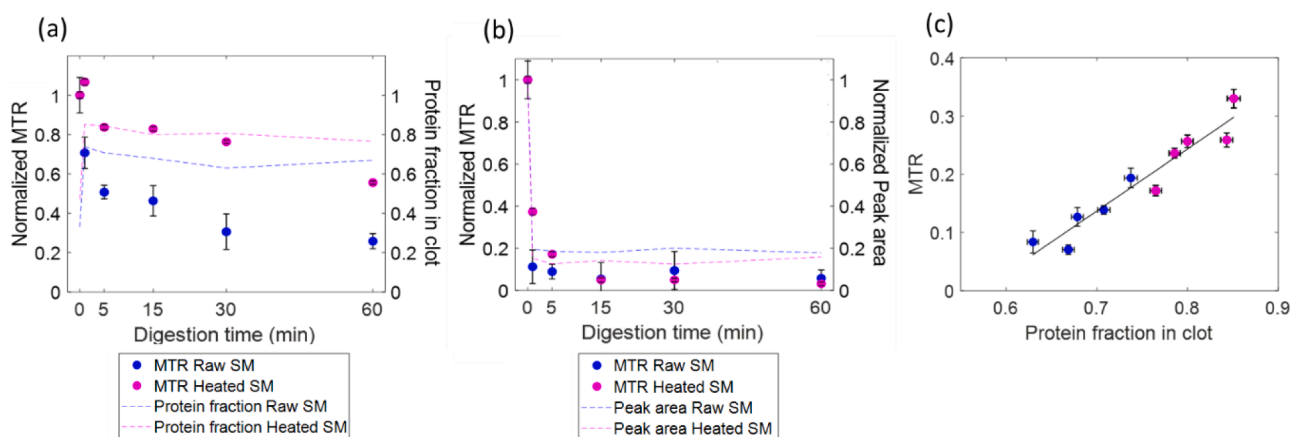 (a)
Normalized MTR
1
0.8
0.6
0.4
0.2
0
0 5 15 30 60
Digestion time (min)
1
0.8
0.6
0.4
0.2
0
Protein fraction in clot
MTR Raw SM
MTR Heated SM
Protein fraction Raw SM
Protein fraction Heated SM
(b)
Normalized MTR
1
0.8
0.6
0.4
0.2
0
0 5 15 30 60
Digestion time (min)
1
0.8
0.6
0.4
0.2
0
Normalized Peak area
MTR Raw SM
MTR Heated SM
Peak area Raw SM
Peak area Heated SM
(c)
MTR
0.4
0.3
0.2
0.1
0
0.6 0.7 0.8 0.9
Protein fraction in clot
MTR Raw SM
MTR Heated SM